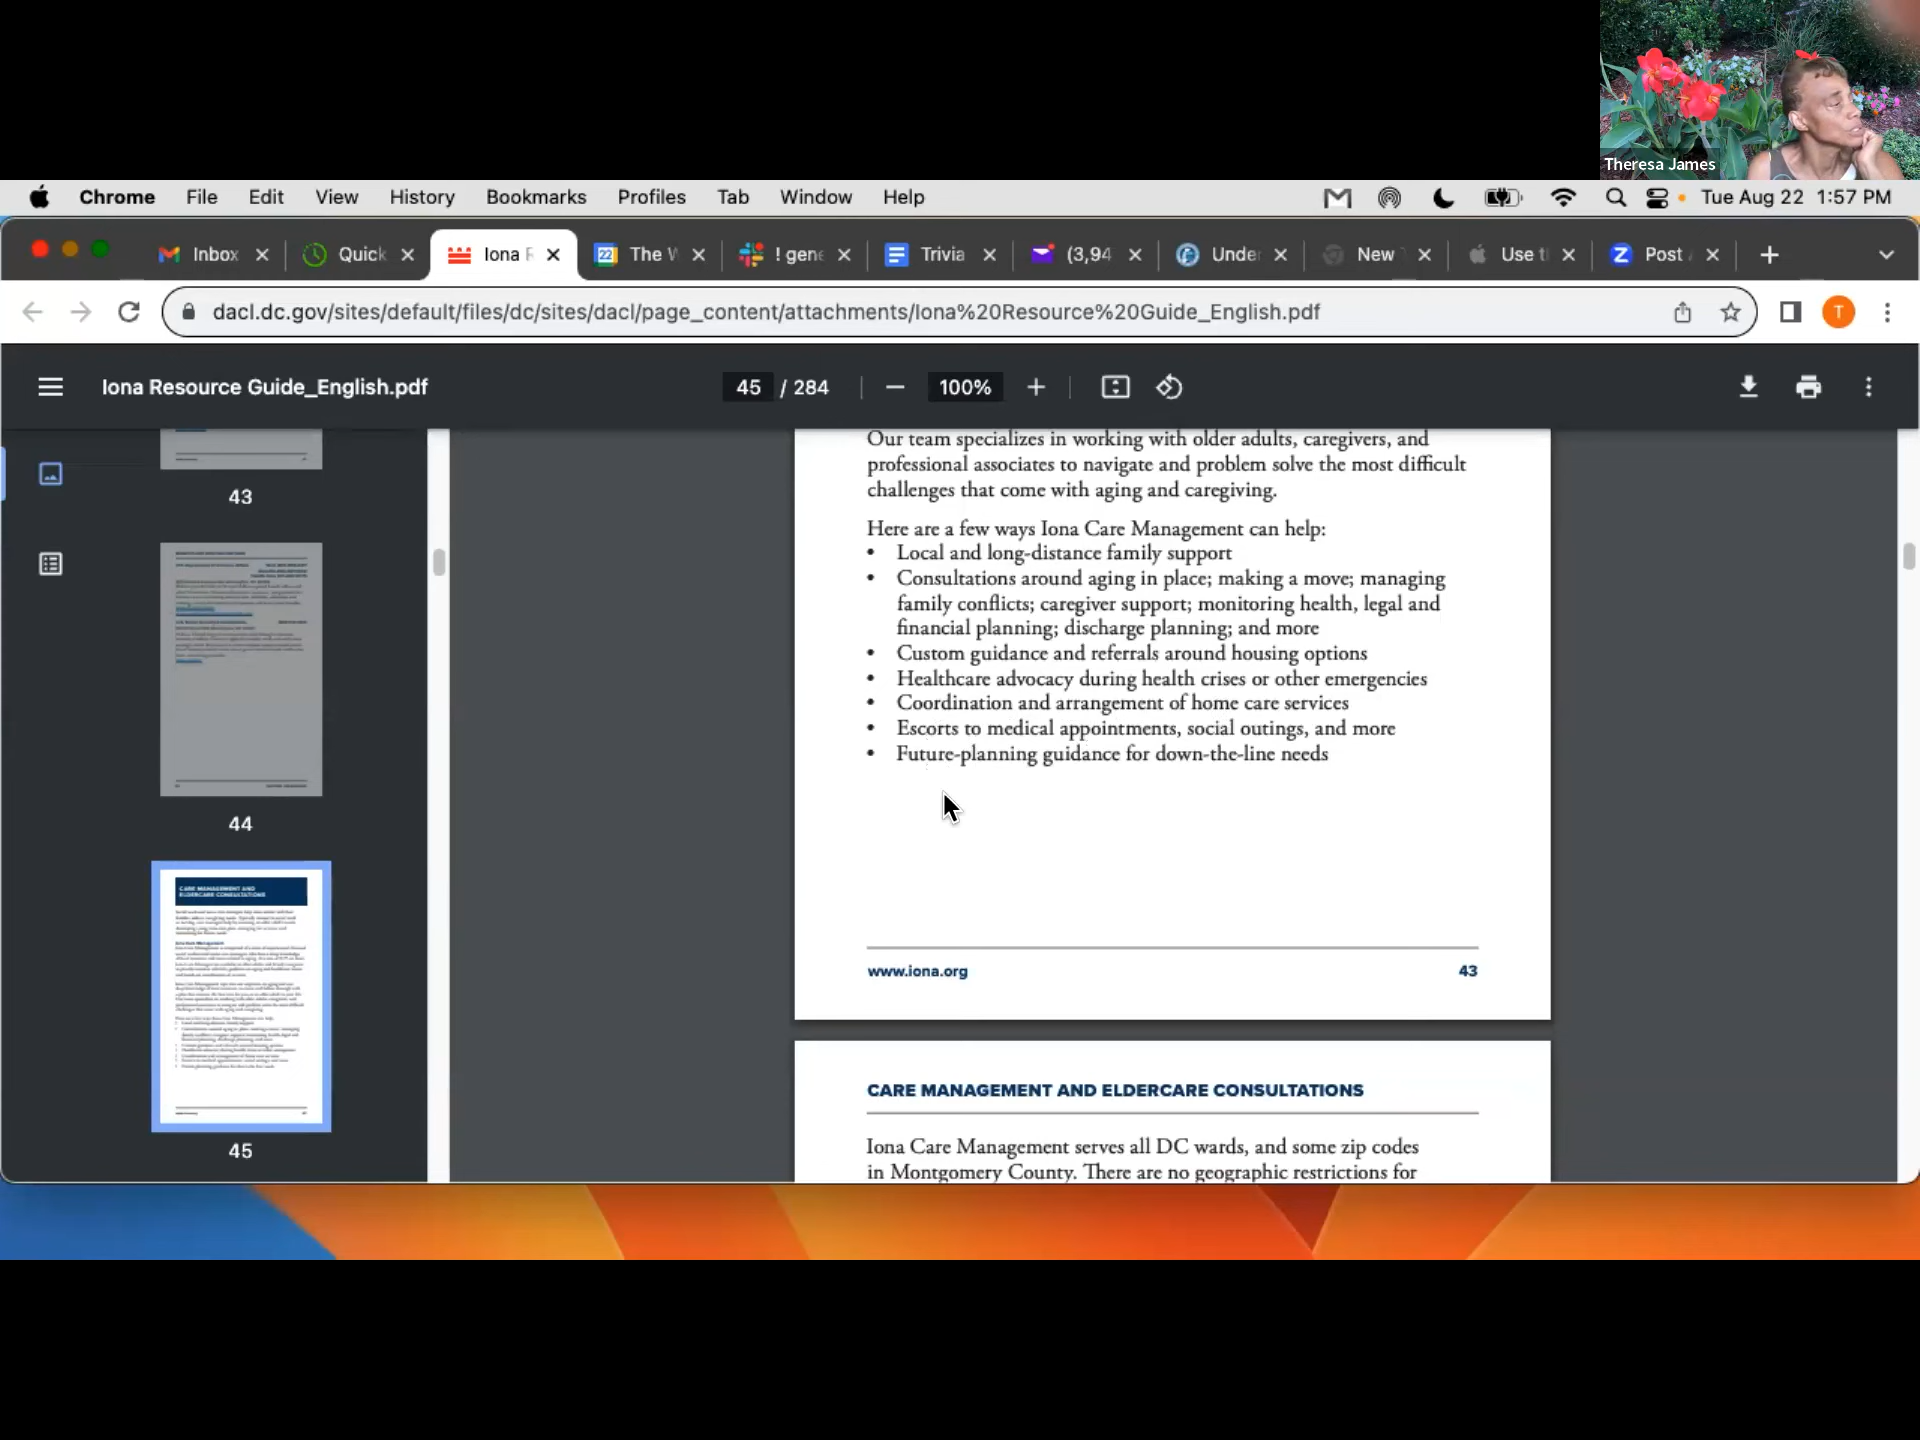 Theresa James
Chrome File Edit View History Bookmarks Profiles Tab Window Help Tue Aug 22 1:57 PM
Inbox Quick Iona R The W ! gene Trivia (3,94 Unde New Use t Post
dacl.dc.gov/sites/default/files/dc/sites/dacl/page_content/attachments/Iona%20Resource%20Guide_English.pdf
Iona Resource Guide_English.pdf 45 / 284 100%
43
44
CARE MANAGEMENT AND
ELDERCARE CONSULTATIONS
45
Our team specializes in working with older adults, caregivers, and
professional associates to navigate and problem solve the most difficult
challenges that come with aging and caregiving.
Here are a few ways Iona Care Management can help:
• Local and long-distance family support
• Consultations around aging in place; making a move; managing
family conflicts; caregiver support; monitoring health, legal and
financial planning; discharge planning; and more
• Custom guidance and referrals around housing options
• Healthcare advocacy during health crises or other emergencies
• Coordination and arrangement of home care services
• Escorts to medical appointments, social outings, and more
• Future-planning guidance for down-the-line needs
www.iona.org 43
CARE MANAGEMENT AND ELDERCARE CONSULTATIONS
Iona Care Management serves all DC wards, and some zip codes
in Montgomery County. There are no geographic restrictions for